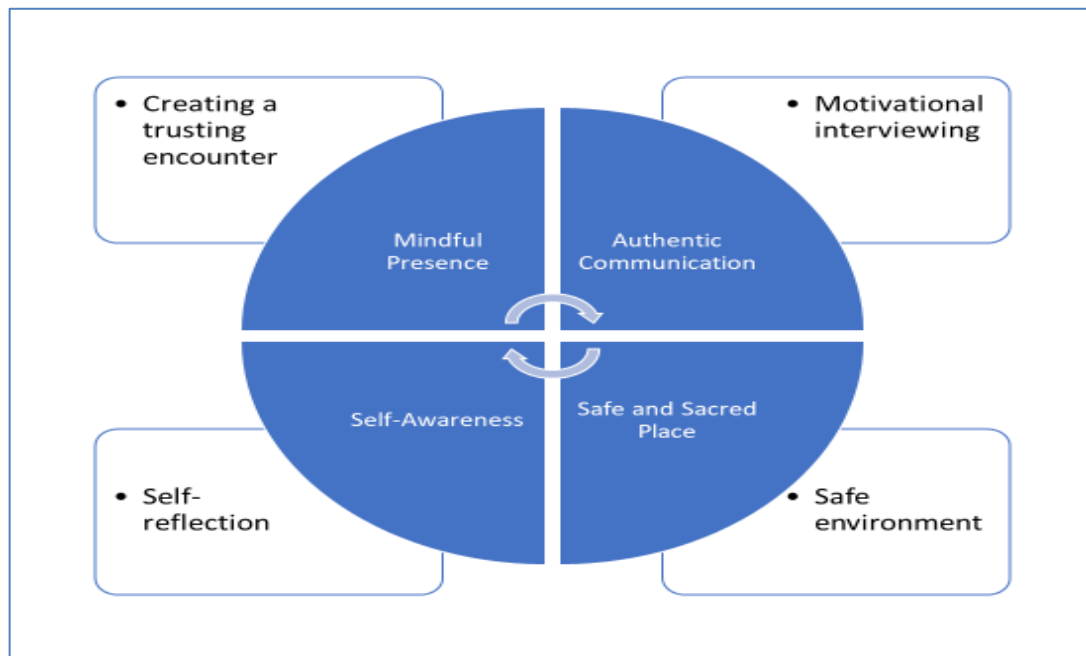 • Creating a
trusting
encounter
• Motivational
interviewing
Mindful
Presence
Authentic
Communication
Self-Awareness
Safe and Sacred
Place
• Self-
reflection
• Safe
environment